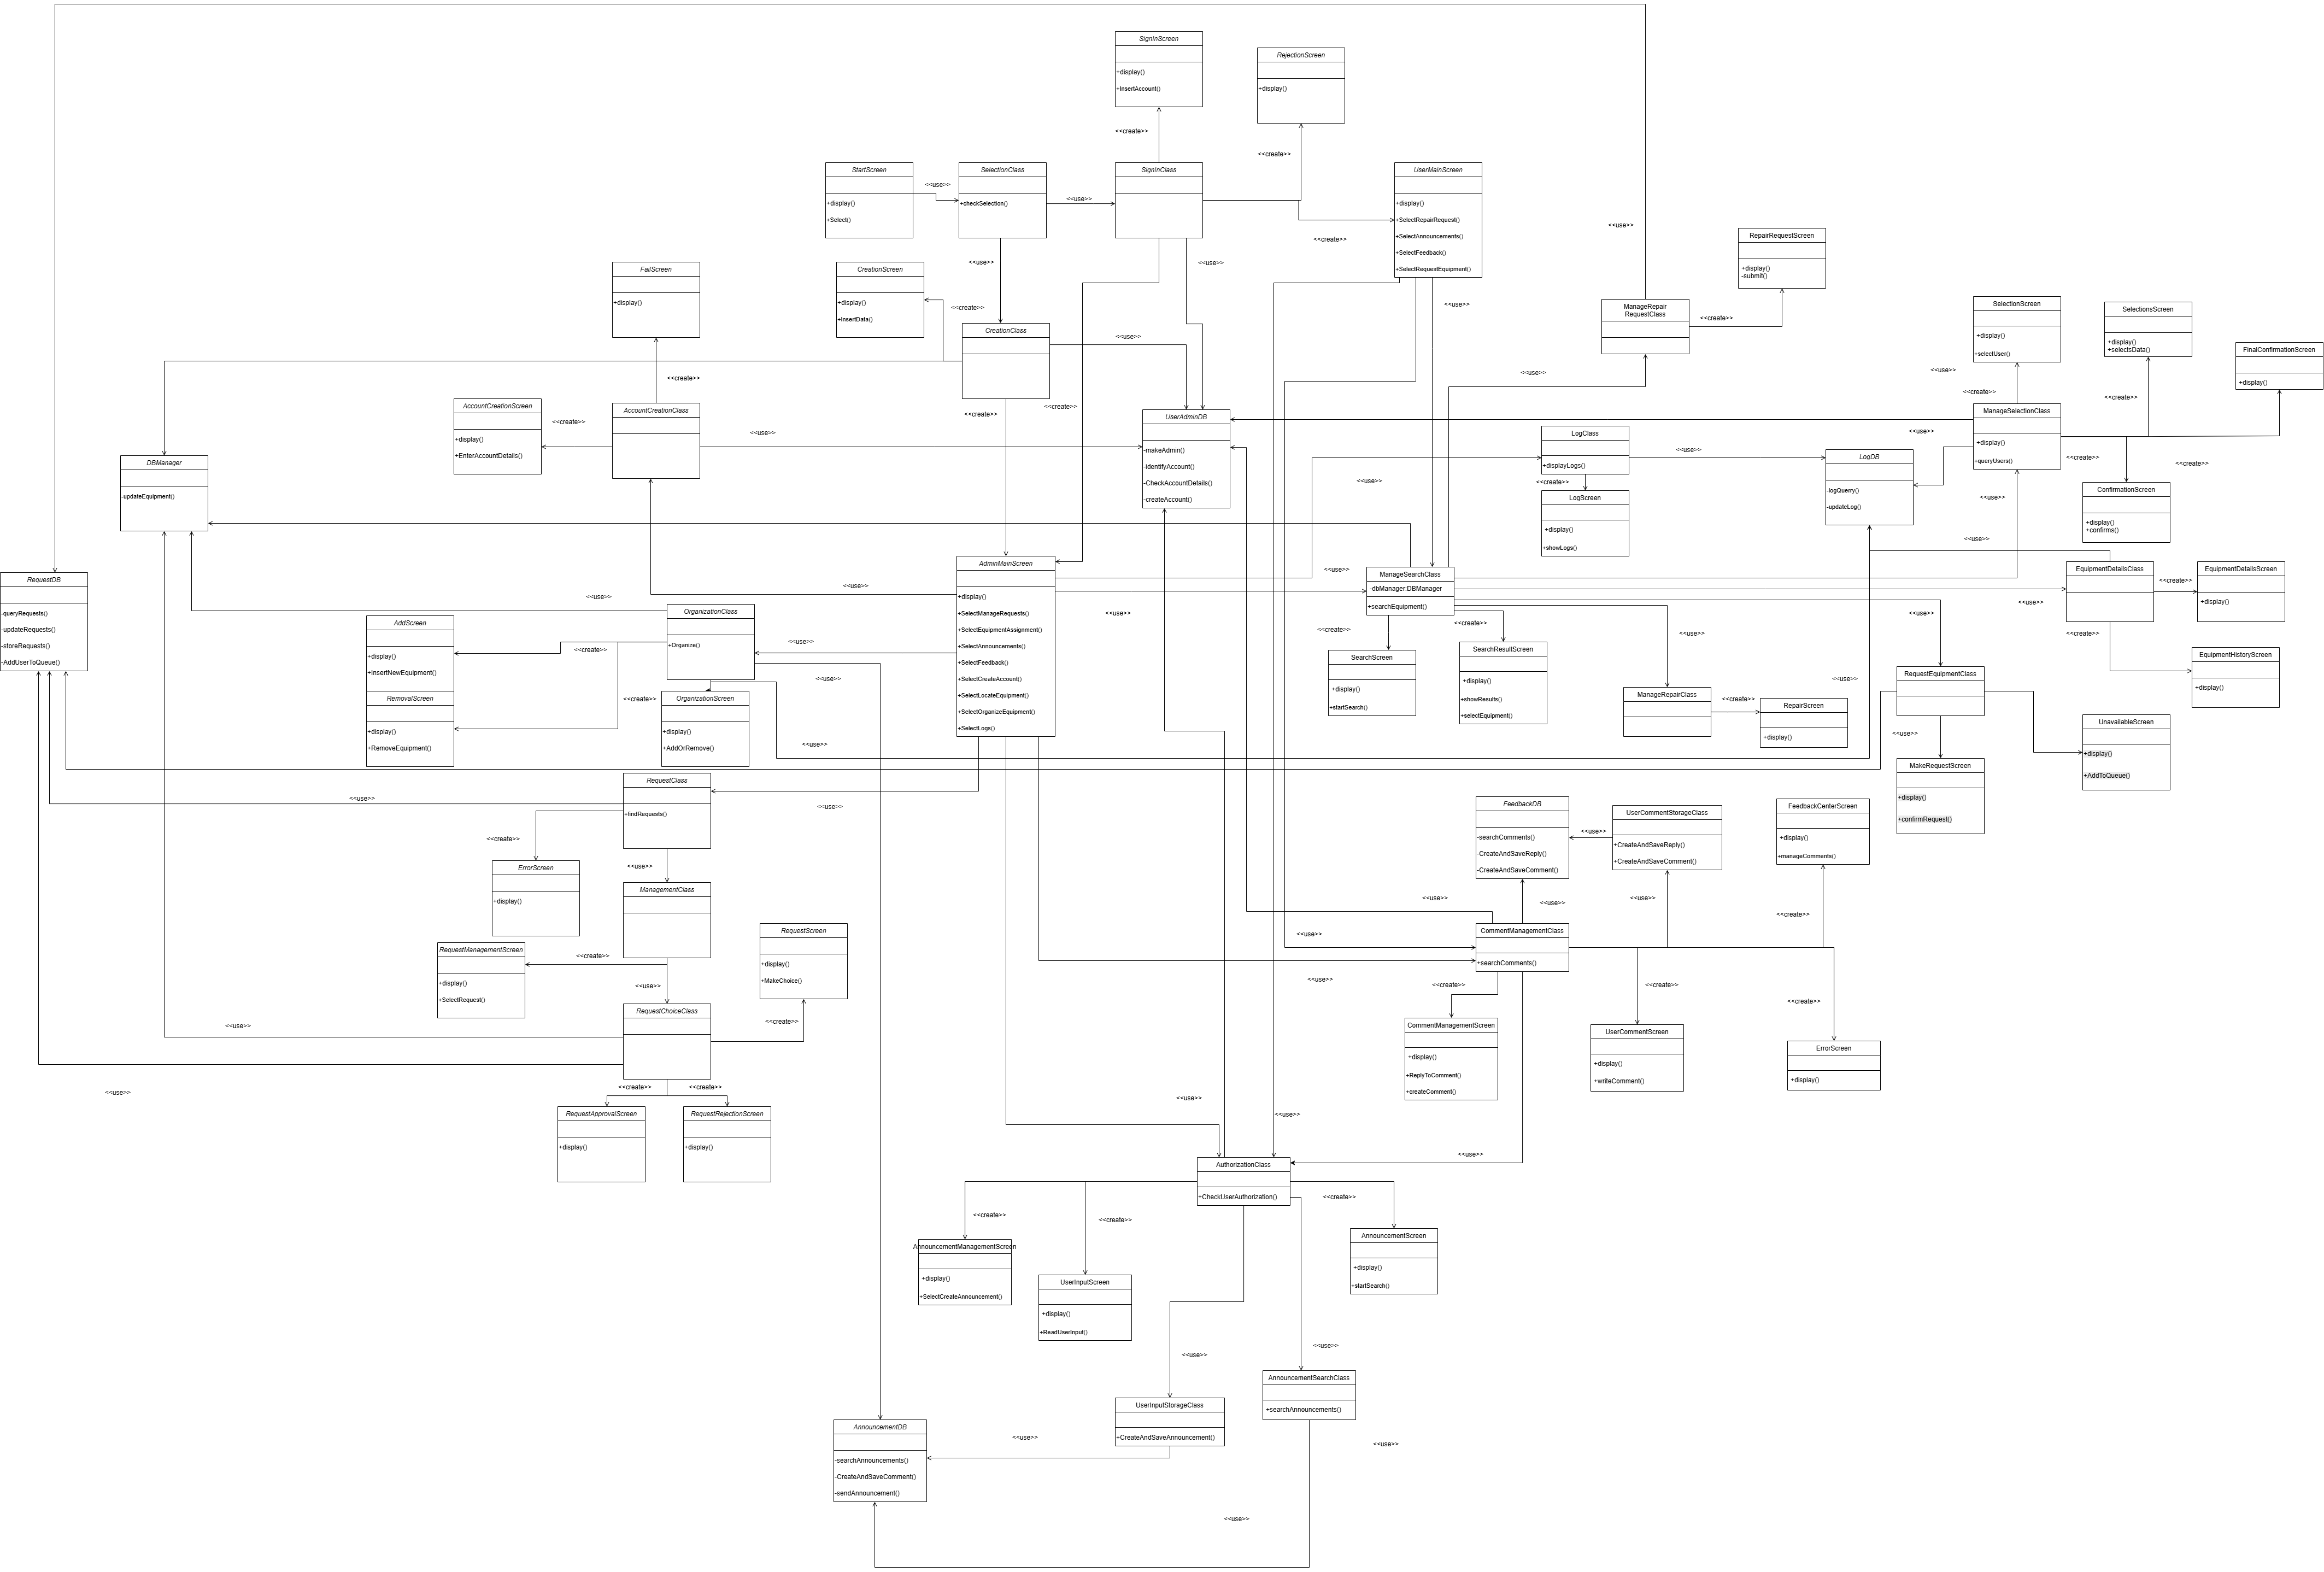 SignInScreen
+display()
+InsertAccount()
RejectionScreen
+display()
<<create>>
<<create>>
StartScreen
+display()
+Select()
<<use>>
SelectionClass
+checkSelection()
<<use>>
SignInClass
UserMainScreen
+display()
+SelectRepairRequest()
+SelectAnnouncements()
+SelectFeedback()
+SelectRequestEquipment()
<<create>>
<<use>>
<<use>>
<<use>>
RepairRequestScreen
+display()
-submit()
FailScreen
+display()
CreationScreen
+display()
+InsertData()
<<create>>
CreationClass
<<use>>
<<use>>
ManageRepair
RequestClass
<<create>>
SelectionScreen
+display()
+selectUser()
SelectionsScreen
+display()
+selectsData()
FinalConfirmationScreen
+display()
<<create>>
<<use>>
<<use>>
<<create>>
<<create>>
AccountCreationScreen
+display()
+EnterAccountDetails()
<<create>>
AccountCreationClass
<<use>>
<<create>>
<<create>>
UserAdminDB
-makeAdmin()
-identifyAccount()
-CheckAccountDetails()
-createAccount()
ManageSelectionClass
+display()
+queryUsers()
<<use>>
<<create>>
<<create>>
LogClass
+displayLogs()
<<use>>
<<create>>
<<use>>
LogScreen
+display()
+showLogs()
LogDB
-logQuerry()
-updateLog()
<<use>>
ConfirmationScreen
+display()
+confirms()
<<use>>
DBManager
-updateEquipment()
RequestDB
-queryRequests()
-updateRequests()
-storeRequests()
-AddUserToQueue()
AdminMainScreen
+display()
+SelectManageRequests()
+SelectEquipmentAssignment()
+SelectAnnouncements()
+SelectFeedback()
+SelectCreateAccount()
+SelectLocateEquipment()
+SelectOrganizeEquipment()
+SelectLogs()
<<use>>
<<use>>
<<use>>
<<use>>
ManageSearchClass
-dbManager:DBManager
+searchEquipment()
<<create>>
<<create>>
<<use>>
<<use>>
<<use>>
EquipmentDetailsClass
<<create>>
<<create>>
EquipmentDetailsScreen
+display()
EquipmentHistoryScreen
+display()
AddScreen
+display()
+InsertNewEquipment()
RemovalScreen
+display()
+RemoveEquipment()
<<create>>
<<create>>
OrganizationClass
+Organize()
<<use>>
<<use>>
<<use>>
OrganizationScreen
+display()
+AddOrRemove()
SearchScreen
+display()
+startSearch()
SearchResultScreen
+display()
+showResults()
+selectEquipment()
ManageRepairClass
<<create>>
RepairScreen
+display()
<<use>>
RequestEquipmentClass
<<use>>
UnavailableScreen
+display()
+AddToQueue()
MakeRequestScreen
+display()
+confirmRequest()
RequestClass
+findRequests()
<<use>>
<<use>>
<<create>>
<<use>>
ErrorScreen
+display()
ManagementClass
FeedbackDB
-searchComments()
-CreateAndSaveReply()
-CreateAndSaveComment()
<<use>>
UserCommentStorageClass
+CreateAndSaveReply()
+CreateAndSaveComment()
FeedbackCenterScreen
+display()
+manageComments()
<<use>>
<<use>>
<<use>>
<<create>>
RequestManagementScreen
+display()
+SelectRequest()
<<create>>
<<use>>
RequestScreen
+display()
+MakeChoice()
<<use>>
CommentManagementClass
+searchComments()
<<use>>
<<create>>
<<create>>
<<create>>
<<use>>
RequestChoiceClass
<<create>>
<<create>>
<<create>>
CommentManagementScreen
+display()
+ReplyToComment()
+createComment()
UserCommentScreen
+display()
+writeComment()
ErrorScreen
+display()
<<use>>
RequestApprovalScreen
+display()
RequestRejectionScreen
+display()
<<use>>
<<use>>
<<use>>
AuthorizationClass
+CheckUserAuthorization()
<<create>>
<<create>>
<<create>>
AnnouncementManagementScreen
+display()
+SelectCreateAnnouncement()
UserInputScreen
+display()
+ReadUserInput()
AnnouncementScreen
+display()
+startSearch()
<<use>>
<<use>>
AnnouncementSearchClass
+searchAnnouncements()
UserInputStorageClass
+CreateAndSaveAnnouncement()
<<use>>
<<use>>
AnnouncementDB
-searchAnnouncements()
-CreateAndSaveComment()
-sendAnnouncement()
<<use>>